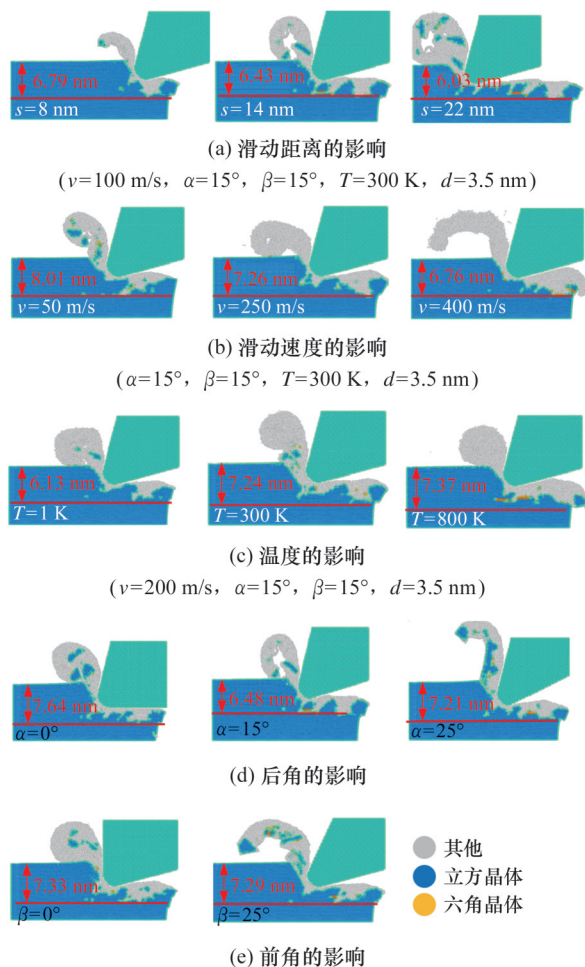 6.79 nm 6.43 nm 6.03 nm
s=8 nm s=14 nm s=22 nm
(a) 滑动距离的影响
(v=100 m/s，α=15°，β=15°，T=300 K，d=3.5 nm)
8.01 nm 7.26 nm 6.76 nm
v=50 m/s v=250 m/s v=400 m/s
(b) 滑动速度的影响
(α=15°，β=15°，T=300 K，d=3.5 nm)
6.13 nm 7.24 nm 7.37 nm
T=1 K T=300 K T=800 K
(c) 温度的影响
(v=200 m/s，α=15°，β=15°，d=3.5 nm)
7.64 nm 6.48 nm 7.21 nm
α=0° α=15° α=25°
(d) 后角的影响
7.33 nm 7.29 nm
β=0° β=25°
其他
立方晶体
六角晶体
(e) 前角的影响